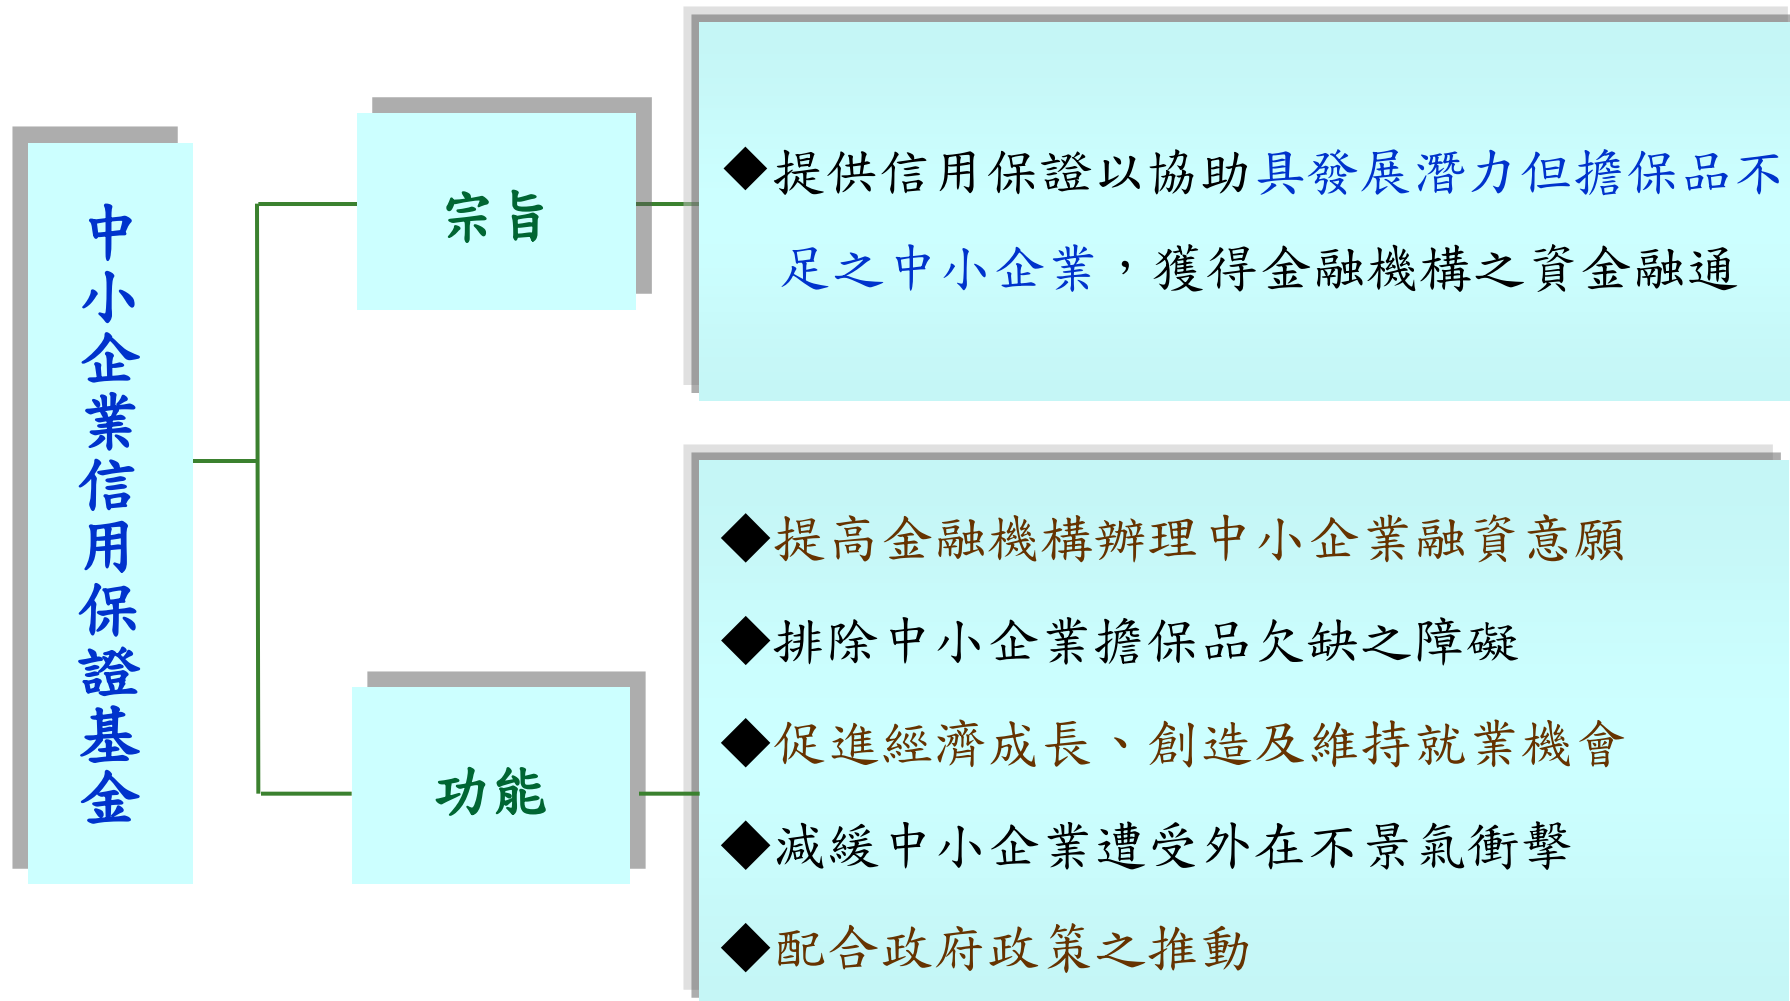 中小企業信用保證基金
宗旨
◆提供信用保證以協助具發展潛力但擔保品不
足之中小企業，獲得金融機構之資金融通
功能
◆提高金融機構辦理中小企業融資意願
◆排除中小企業擔保品欠缺之障礙
◆促進經濟成長、創造及維持就業機會
◆減緩中小企業遭受外在不景氣衝擊
◆配合政府政策之推動